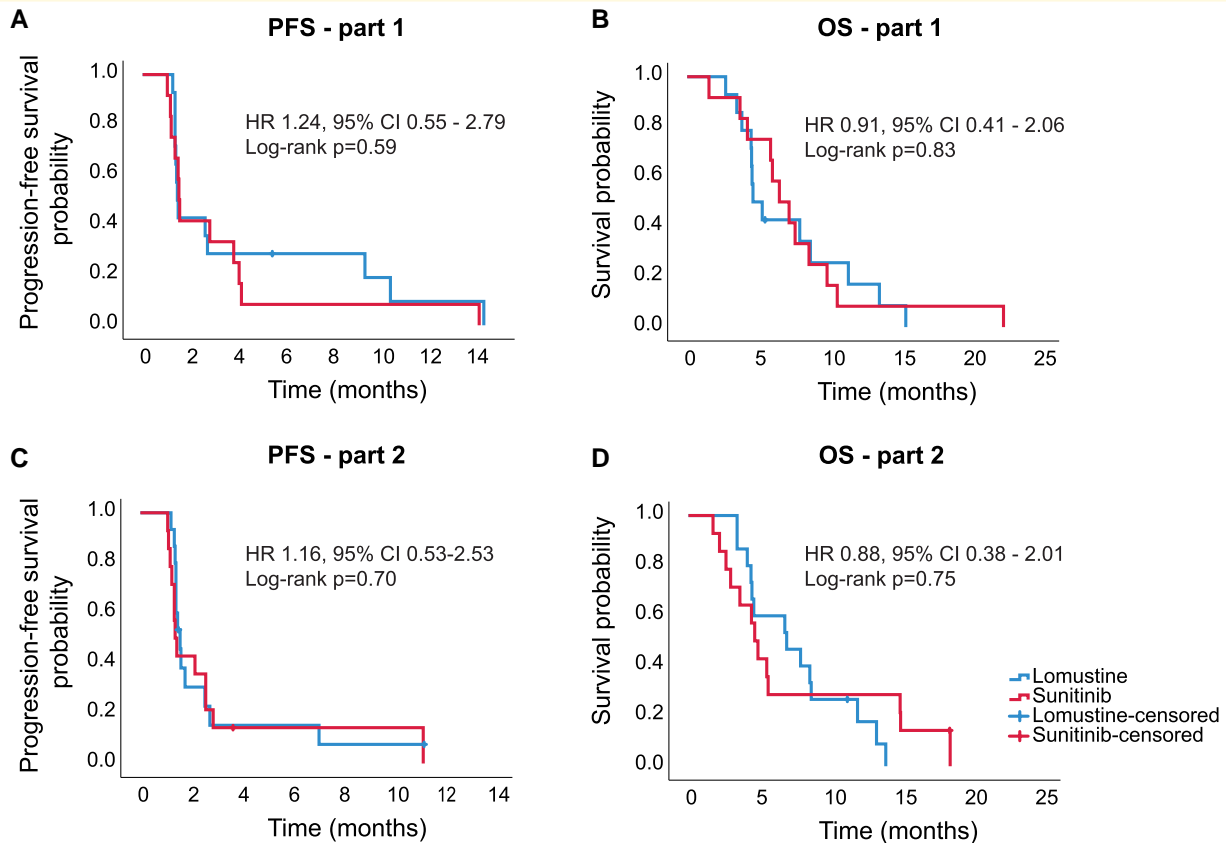 A
PFS - part 1
Progression-free survival
probability
1.0
0.8
0.6
0.4
0.2
0.0
HR 1.24, 95% CI 0.55 - 2.79
Log-rank p=0.59
0 2 4 6 8 10 12 14
Time (months)
B
OS - part 1
Survival probability
1.0
0.8
0.6
0.4
0.2
0.0
HR 0.91, 95% CI 0.41 - 2.06
Log-rank p=0.83
0 5 10 15 20 25
Time (months)
C
PFS - part 2
Progression-free survival
probability
1.0
0.8
0.6
0.4
0.2
0.0
HR 1.16, 95% CI 0.53-2.53
Log-rank p=0.70
0 2 4 6 8 10 12 14
Time (months)
D
OS - part 2
Survival probability
1.0
0.8
0.6
0.4
0.2
0.0
HR 0.88, 95% CI 0.38 - 2.01
Log-rank p=0.75
Lomustine
Sunitinib
Lomustine-censored
Sunitinib-censored
0 5 10 15 20 25
Time (months)